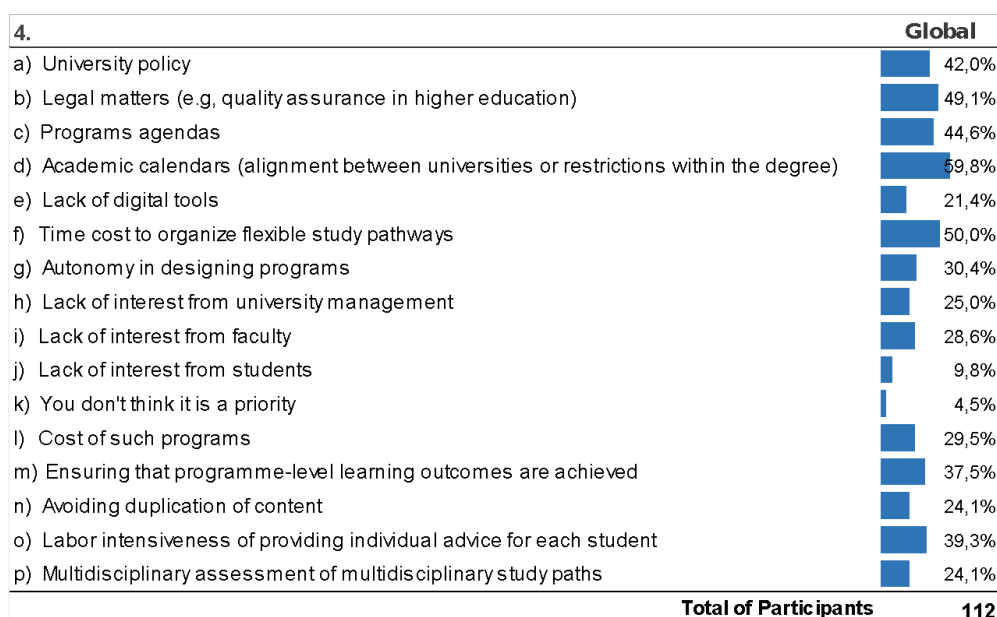 4. Global
a) University policy 42,0%
b) Legal matters (e.g, quality assurance in higher education) 49,1%
c) Programs agendas 44,6%
d) Academic calendars (alignment between universities or restrictions within the degree) 59,8%
e) Lack of digital tools 21,4%
f) Time cost to organize flexible study pathways 50,0%
g) Autonomy in designing programs 30,4%
h) Lack of interest from university management 25,0%
i) Lack of interest from faculty 28,6%
j) Lack of interest from students 9,8%
k) You don't think it is a priority 4,5%
l) Cost of such programs 29,5%
m) Ensuring that programme-level learning outcomes are achieved 37,5%
n) Avoiding duplication of content 24,1%
o) Labor intensiveness of providing individual advice for each student 39,3%
p) Multidisciplinary assessment of multidisciplinary study paths 24,1%
Total of Participants 112